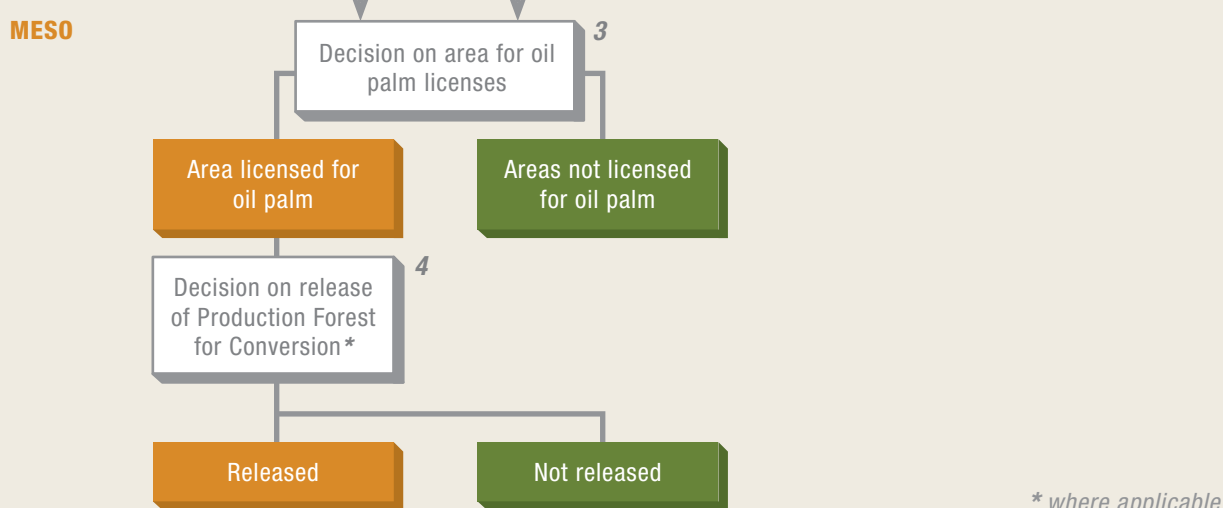 MESO
3
Decision on area for oil
palm licenses
Area licensed for
oil palm
Areas not licensed
for oil palm
4
Decision on release
of Production Forest
for Conversion*
Released
Not released
* where applicable